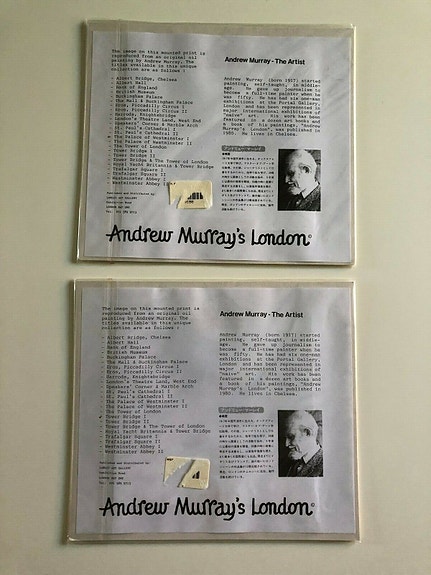 The image on this mounted print is
reproduced from an original oil
painting by Andrew Murray. The
titles available in this unique
collection are as follows :
- Albert Bridge, Chelsea
- Albert Hall
- Bank of England
- British Museum
- Buckingham Palace
- The Mall & Buckingham Palace
- Eros, Piccadilly Circus I
- Eros, Piccadilly Circus II
- Harrods, Knightsbridge
- London's Theatre Land, West End
- Speakers' Corner & Marble Arch
- St. Paul's Cathedral I
- St. Paul's Cathedral II
- The Palace of Westminster I
- The Palace of Westminster II
- The Tower of London
- Tower Bridge I
- Tower Bridge II
- Tower Bridge & The Tower of London
- Royal Yacht Britannia & Tower Bridge
- Trafalgar Square I
- Trafalgar Square II
- Westminster Abbey I
- Westminster Abbey
Published and Distributed by:
Andrew Murray - The Artist
Andrew Murray (born 1917) started
painting, self-taught, in middle-
age. He gave up journalism to
become a full-time painter when he
was fifty. He has had six one-man
exhibitions at the Portal Gallery,
London and has been represented in
major international exhibitions of
"naive" art. His work has been
featured in a dozen art books and
a book of his paintings, "Andrew
Murray's London", was published in
1980. He lives in Chelsea.
Andrew Murray's London©
The image on this mounted print is
reproduced from an original oil
painting by Andrew Murray. The
titles available in this unique
collection are as follows :
- Albert Bridge, Chelsea
- Albert Hall
- Bank of England
- British Museum
- Buckingham Palace
- The Mall & Buckingham Palace
- Eros, Piccadilly Circus I
- Eros, Piccadilly Circus II
- Harrods, Knightsbridge
- London's Theatre Land, West End
- Speakers' Corner & Marble Arch
- St. Paul's Cathedral I
- St. Paul's Cathedral II
- The Palace of Westminster I
- The Palace of Westminster II
- The Tower of London
- Tower Bridge I
- Tower Bridge II
- Tower Bridge & The Tower of London
- Royal Yacht Britannia & Tower Bridge
- Trafalgar Square I
- Trafalgar Square II
- Westminster Abbey I
- Westminster Abbey II
Published and Distributed by:
Andrew Murray - The Artist
Andrew Murray (born 1917) started
painting, self-taught, in middle-
age. He gave up journalism to
become a full-time painter when he
was fifty. He has had six one-man
exhibitions at the Portal Gallery,
London and has been represented in
major international exhibitions of
"naive" art. His work has been
featured in a dozen art books and
a book of his paintings, "Andrew
Murray's London", was published in
1980. He lives in Chelsea.
Andrew Murray's London©